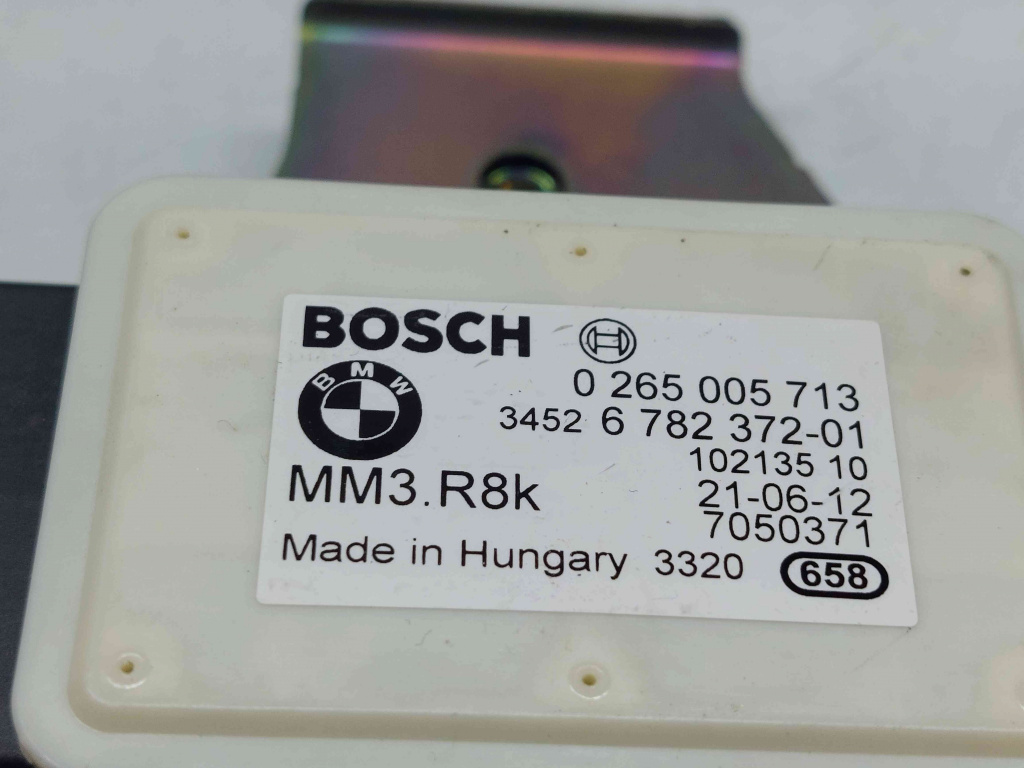 BOSCH
0 265 005 713
BMW
3452 6 782 372-01
102135 10
MM3.R8k
21-06-12
7050371
Made in Hungary 3320 658